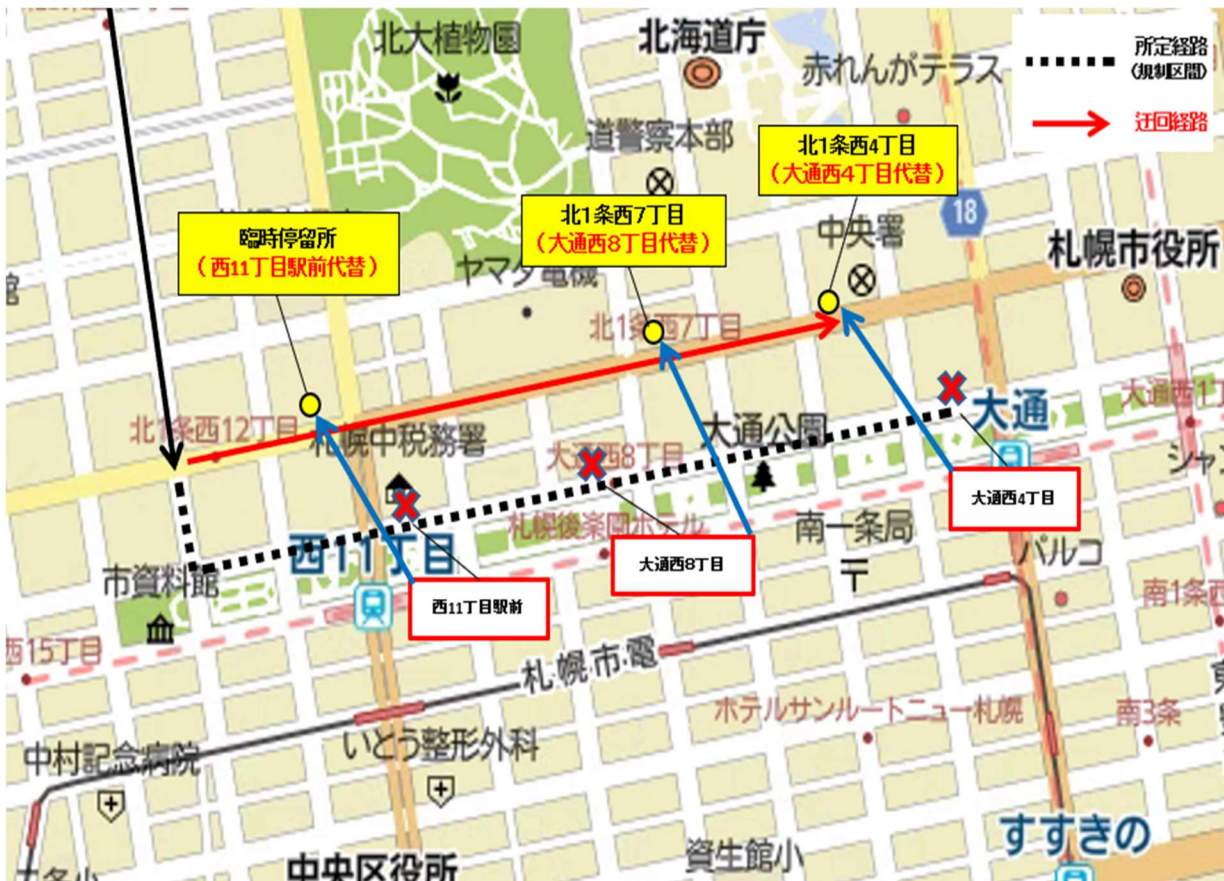 北大植物園
北海道庁
赤れんがテラス
所定経路
(規制区間)
迂回経路
道警察本部
北1条西4丁目
(大通西4丁目代替)
北1条西7丁目
(大通西8丁目代替)
臨時停留所
(西11丁目駅前代替)
中央署
18
札幌市役所
館
ヤマダ電機
北1条西7丁目
北1条西12丁目
札幌中税務署
大通西8丁目
大通公園
大通
大通西1丁
大通西4丁目
札幌後楽園ホテル
南一条局
西11丁目
大通西8丁目
パルコ
市資料館
西11丁目駅前
南1条西
西15丁目
札幌市電
ホテルサンルートニュー札幌
南3条
中村記念病院
いとう整形外科
すすきの
資生館小
中央区役所